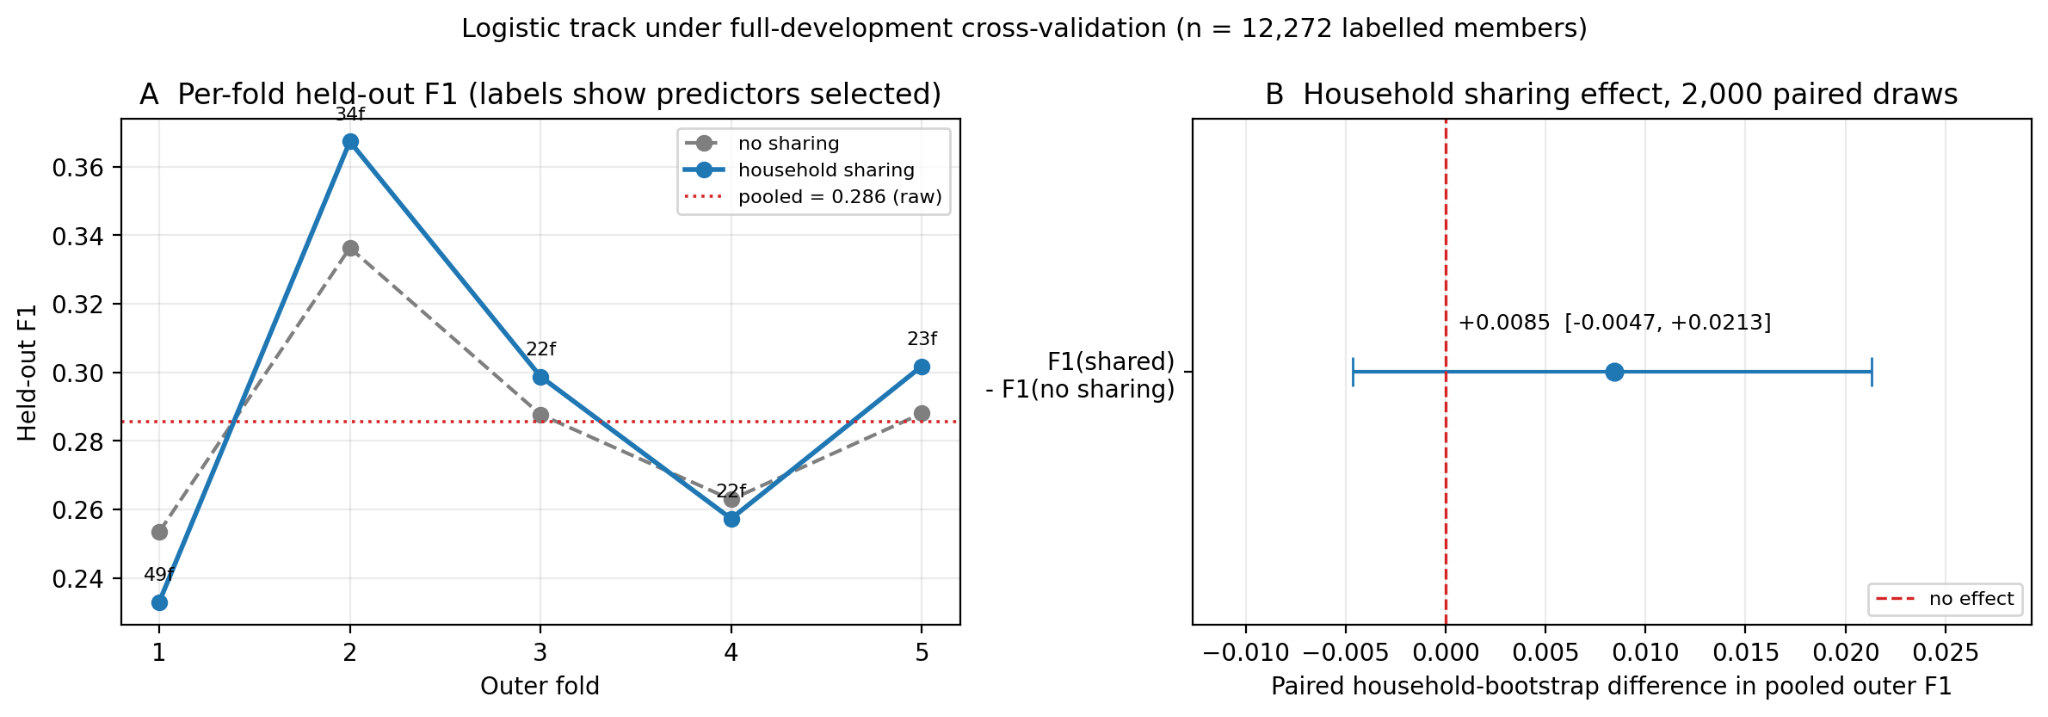 Logistic track under full-development cross-validation (n = 12,272 labelled members)
A  Per-fold held-out F1 (labels show predictors selected)
34f
no sharing
household sharing
pooled = 0.286 (raw)
0.36
0.34
0.32
0.30
0.28
0.26
0.24
Held-out F1
49f
22f
22f
23f
1 2 3 4 5
Outer fold
B  Household sharing effect, 2,000 paired draws
+0.0085  [-0.0047, +0.0213]
F1(shared)
- F1(no sharing)
no effect
−0.010 −0.005 0.000 0.005 0.010 0.015 0.020 0.025
Paired household-bootstrap difference in pooled outer F1